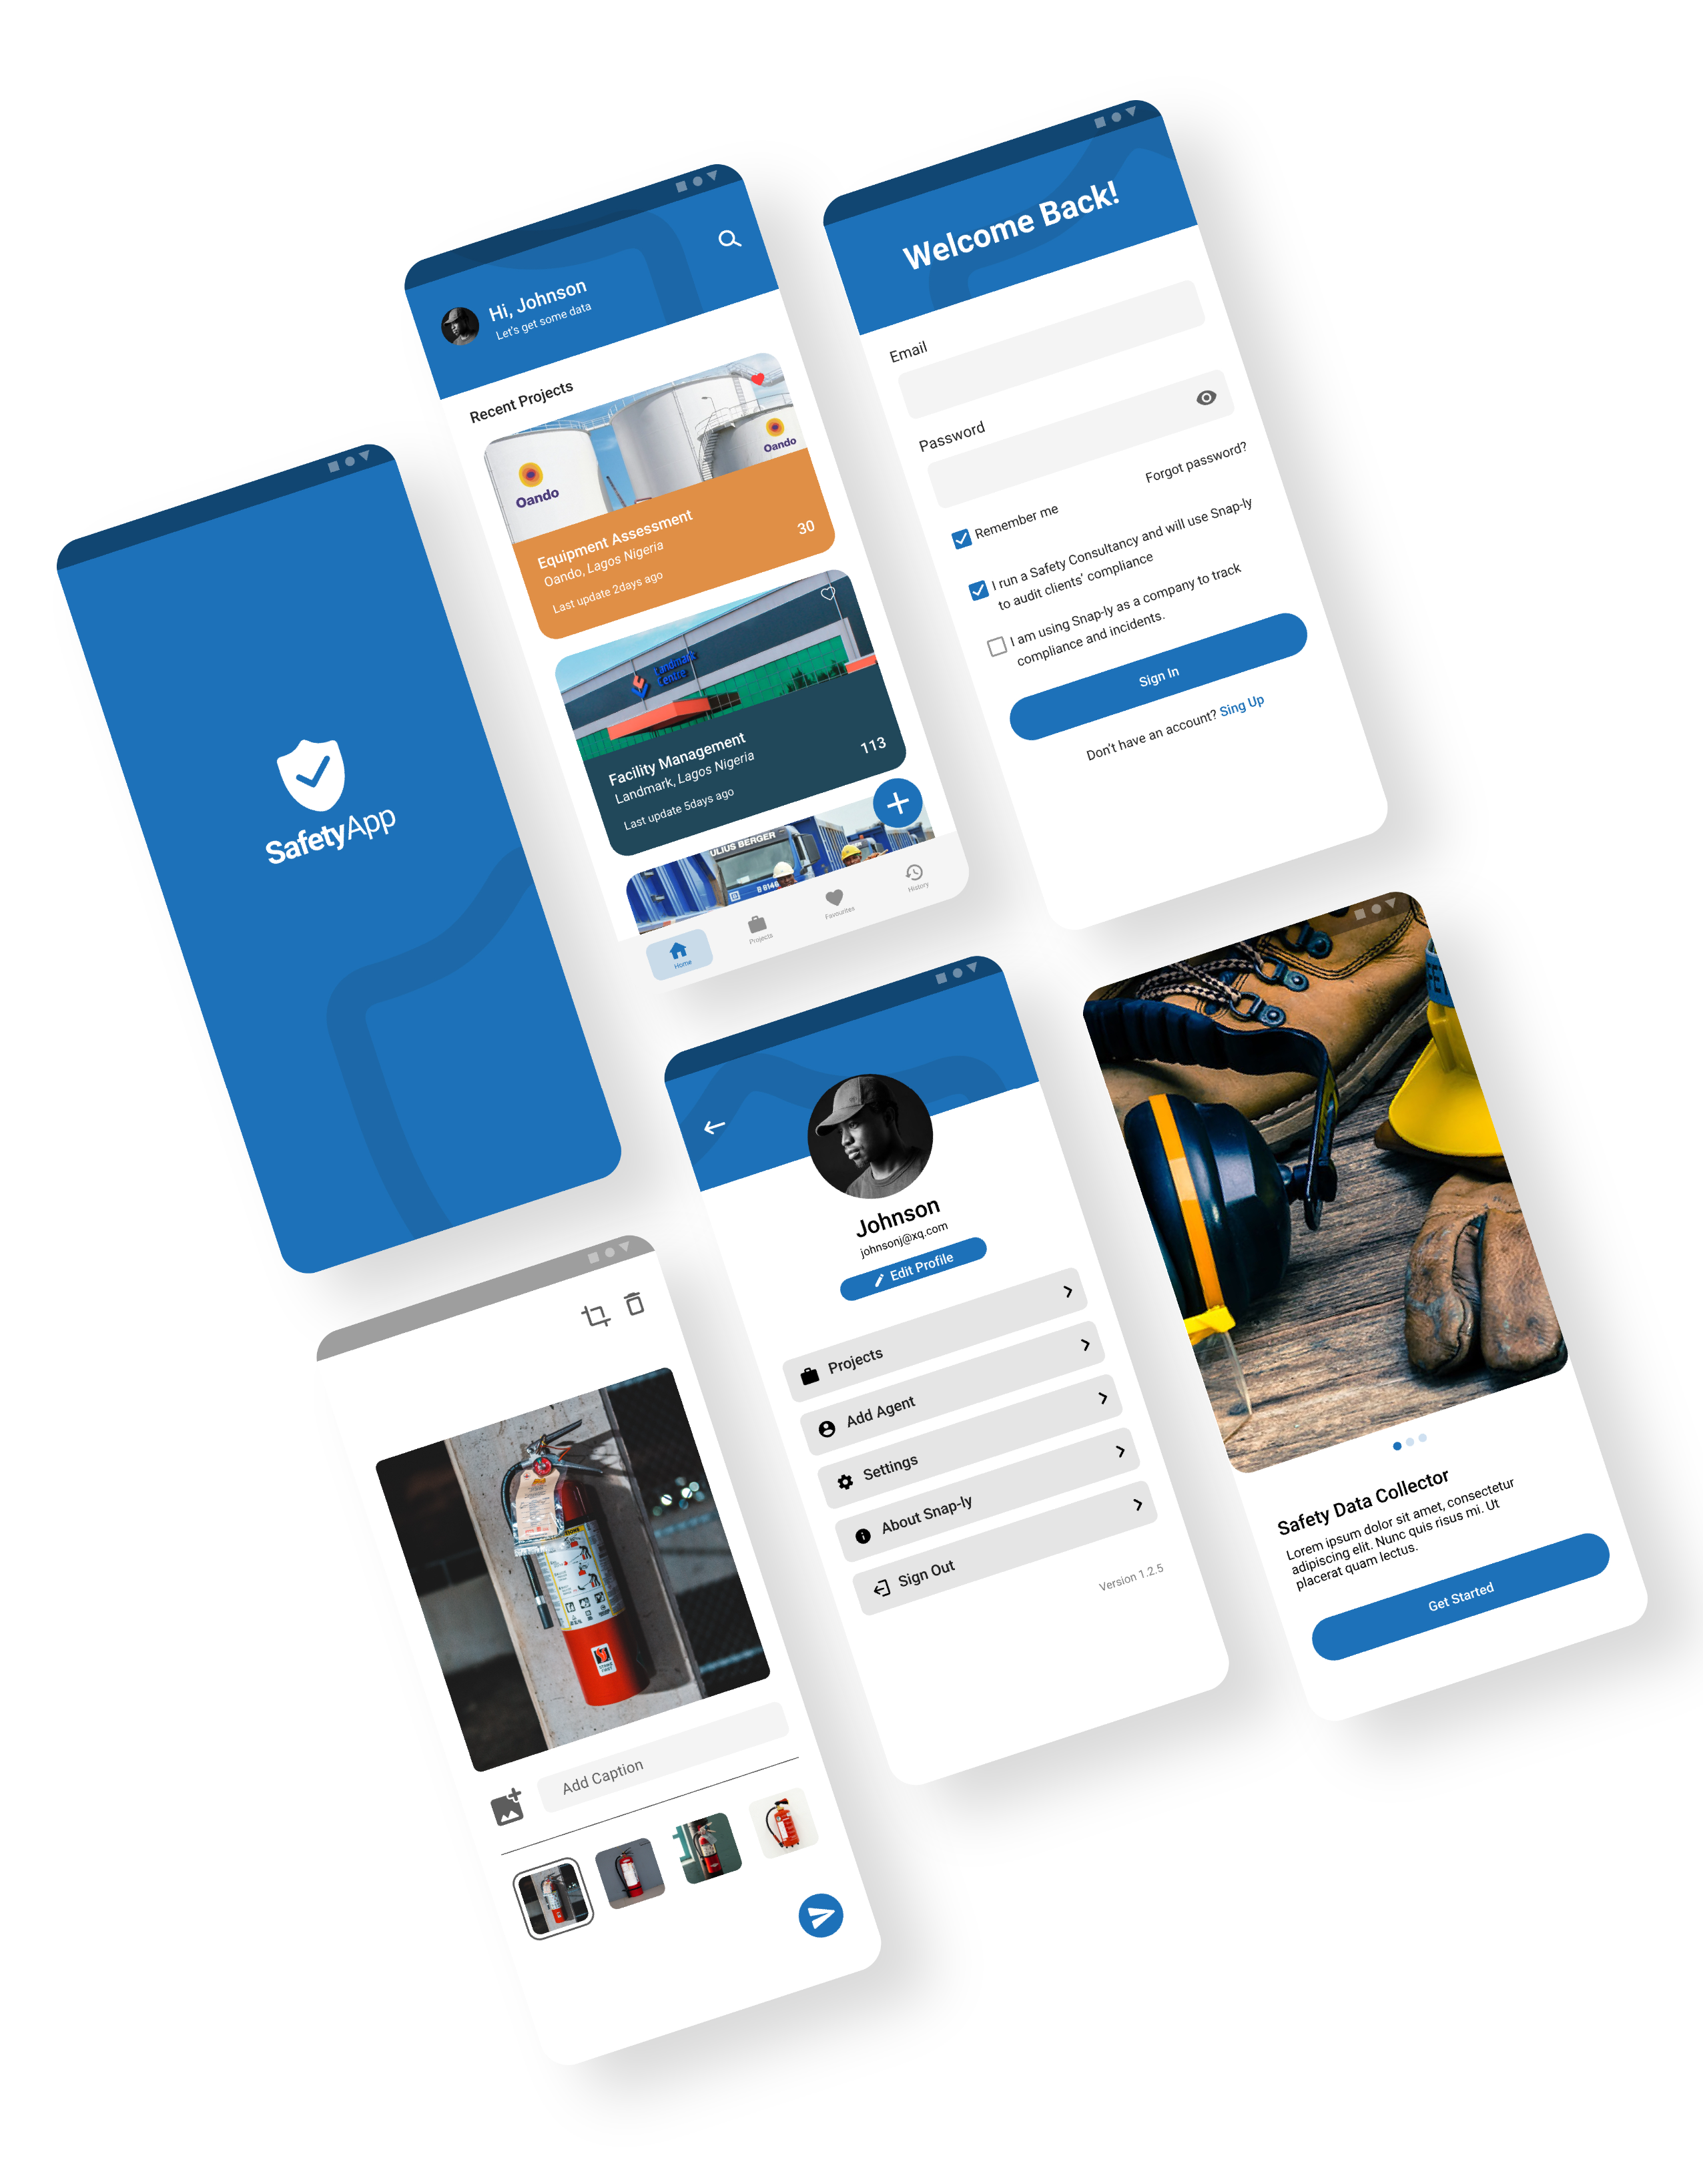 SafetyApp
Hi, Johnson
Let's get some data
Recent Projects
Oando
Oando
Equipment Assessment
Oando, Lagos Nigeria
Last update 2days ago
30
Landmark
Centre
Facility Management
Landmark, Lagos Nigeria
Last update 5days ago
113
ULIUS BERGER
B 8146
Home
Projects
Favourites
History
Welcome Back!
Email
Password
Forgot password?
Remember me
I run a Safety Consultancy and will use Snap-ly
to audit clients' compliance
I am using Snap-ly as a company to track
compliance and incidents.
Sign In
Don't have an account? Sing Up
Add Caption
Johnson
johnsonj@xq.com
Edit Profile
Projects
Add Agent
Settings
About Snap-ly
Sign Out
Version 1.2.5
Safety Data Collector
Lorem ipsum dolor sit amet, consectetur
adipiscing elit. Nunc quis risus mi. Ut
placerat quam lectus.
Get Started